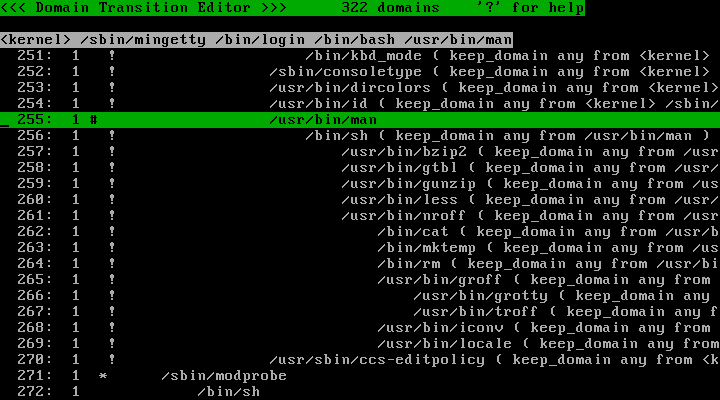 <<< Domain Transition Editor >>>      322 domains    '?' for help
<kernel> /sbin/mingetty /bin/login /bin/bash /usr/bin/man
251:  1   !                     /bin/kbd_mode ( keep_domain any from <kernel>
252:  1   !                 /sbin/consoletype ( keep_domain any from <kernel>
253:  1   !                 /usr/bin/dircolors ( keep_domain any from <kernel>
254:  1   !                 /usr/bin/id ( keep_domain any from <kernel> /sbin/
255:  1 #                   /usr/bin/man
256:  1   !                     /bin/sh ( keep_domain any from /usr/bin/man )
257:  1   !                         /usr/bin/bzip2 ( keep_domain any from /usr
258:  1   !                         /usr/bin/gtbl ( keep_domain any from /usr/
259:  1   !                         /usr/bin/gunzip ( keep_domain any from /us
260:  1   !                         /usr/bin/less ( keep_domain any from /usr/
261:  1   !                         /usr/bin/nroff ( keep_domain any from /usr
262:  1   !                             /bin/cat ( keep_domain any from /usr/b
263:  1   !                             /bin/mktemp ( keep_domain any from /us
264:  1   !                             /bin/rm ( keep_domain any from /usr/bi
265:  1   !                             /usr/bin/groff ( keep_domain any from
266:  1   !                                 /usr/bin/grotty ( keep_domain any
267:  1   !                                 /usr/bin/troff ( keep_domain any f
268:  1   !                             /usr/bin/iconv ( keep_domain any from
269:  1   !                             /usr/bin/locale ( keep_domain any from
270:  1   !                 /usr/sbin/ccs-editpolicy ( keep_domain any from <k
271:  1  *      /sbin/modprobe
272:  1             /bin/sh